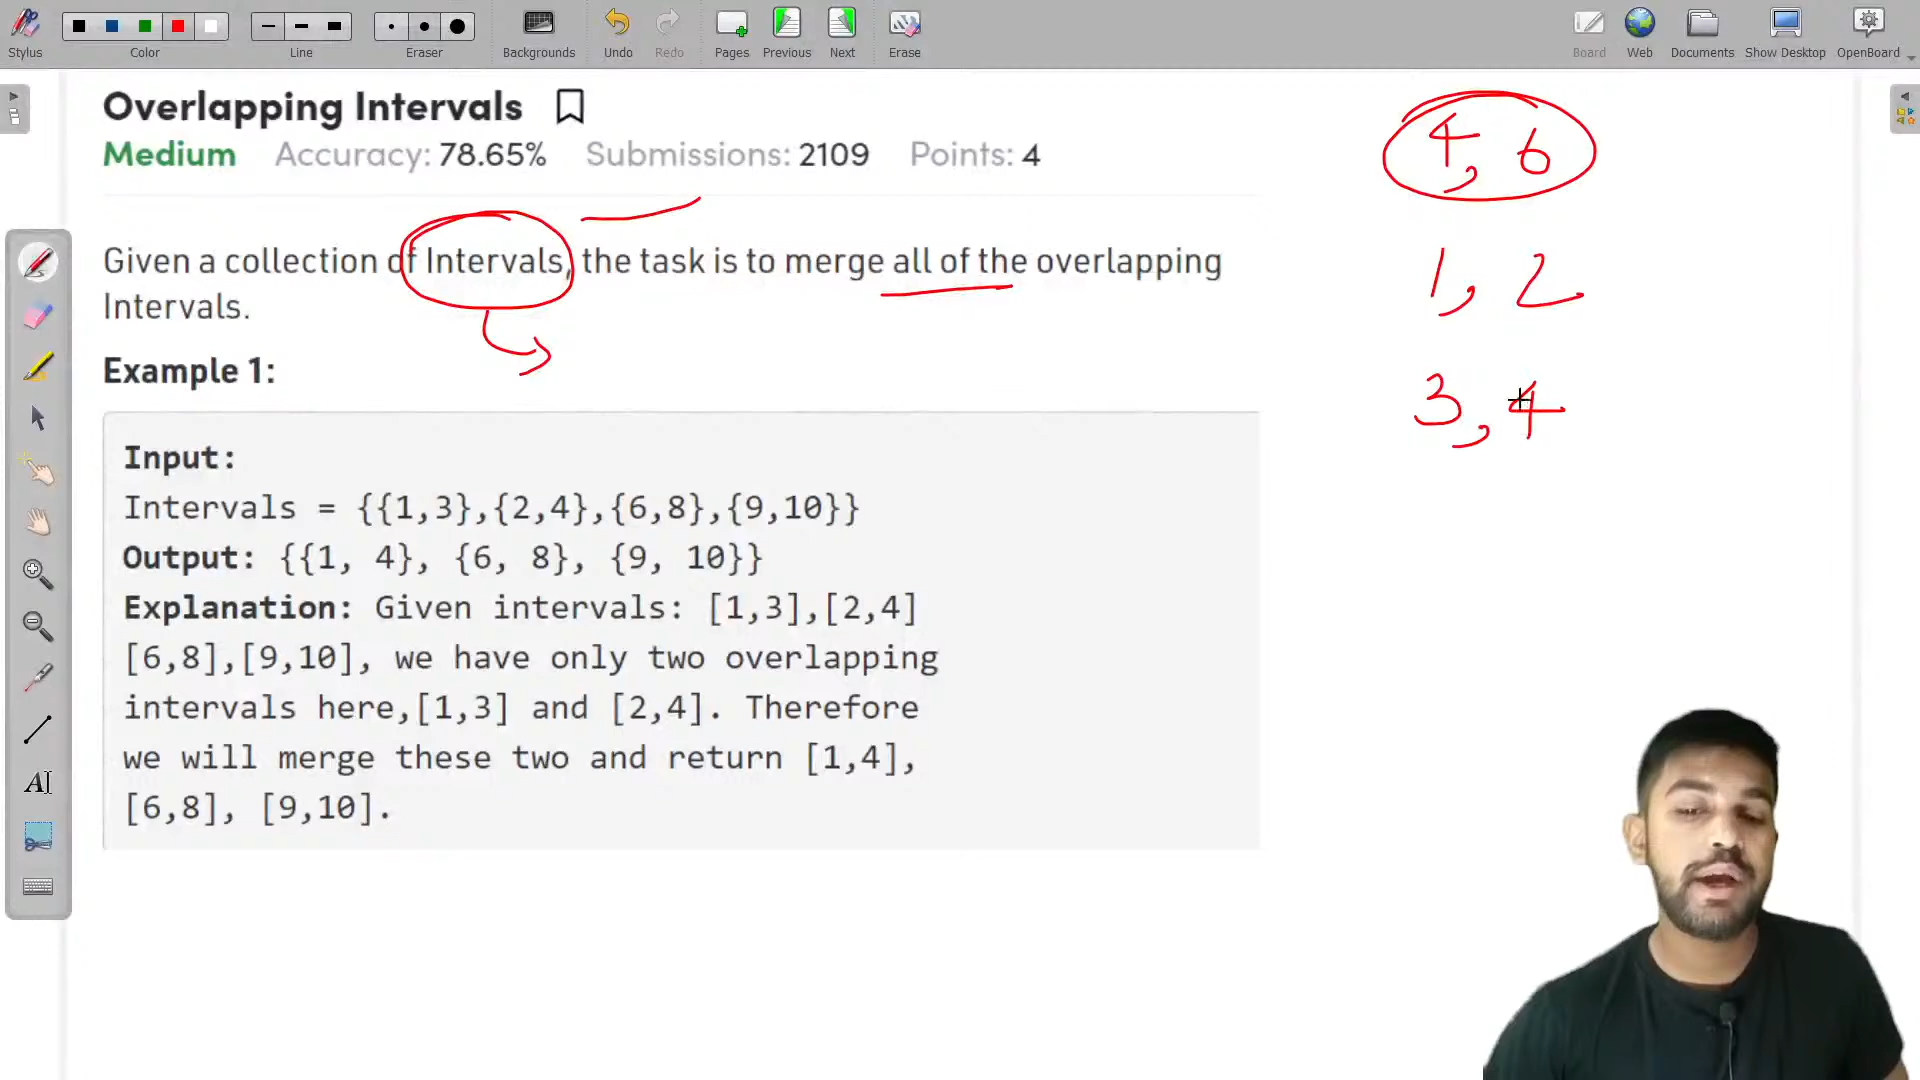 Stylus Color Line Eraser Backgrounds Undo Redo Pages Previous Next Erase Board Web Documents Show Desktop OpenBoard
Overlapping Intervals
Medium Accuracy: 78.65% Submissions: 2109 Points: 4
Given a collection of Intervals, the task is to merge all of the overlapping
Intervals.
Example 1:
Input:
Intervals = {{1,3},{2,4},{6,8},{9,10}}
Output: {{1, 4}, {6, 8}, {9, 10}}
Explanation: Given intervals: [1,3],[2,4]
[6,8],[9,10], we have only two overlapping
intervals here,[1,3] and [2,4]. Therefore
we will merge these two and return [1,4],
[6,8], [9,10].
4, 6
1, 2
3, 4
AI